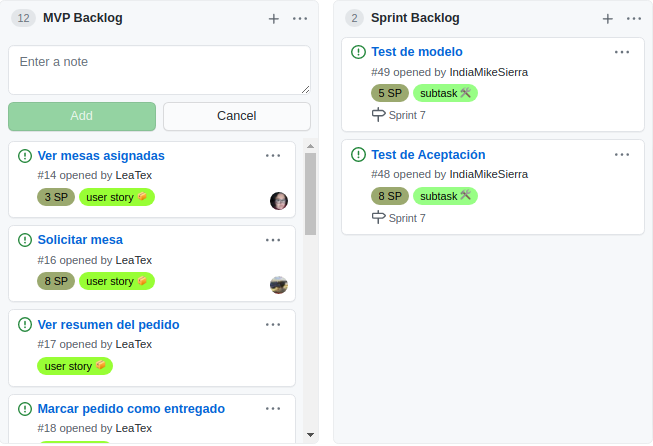 12 MVP Backlog
Enter a note
Add Cancel
Ver mesas asignadas
#14 opened by LeaTex
3 SP user story
Solicitar mesa
#16 opened by LeaTex
8 SP user story
Ver resumen del pedido
#17 opened by LeaTex
user story
Marcar pedido como entregado
#18 opened by LeaTex
2 Sprint Backlog
Test de modelo
#49 opened by IndiaMikeSierra
5 SP subtask
Sprint 7
Test de Aceptación
#48 opened by IndiaMikeSierra
8 SP subtask
Sprint 7